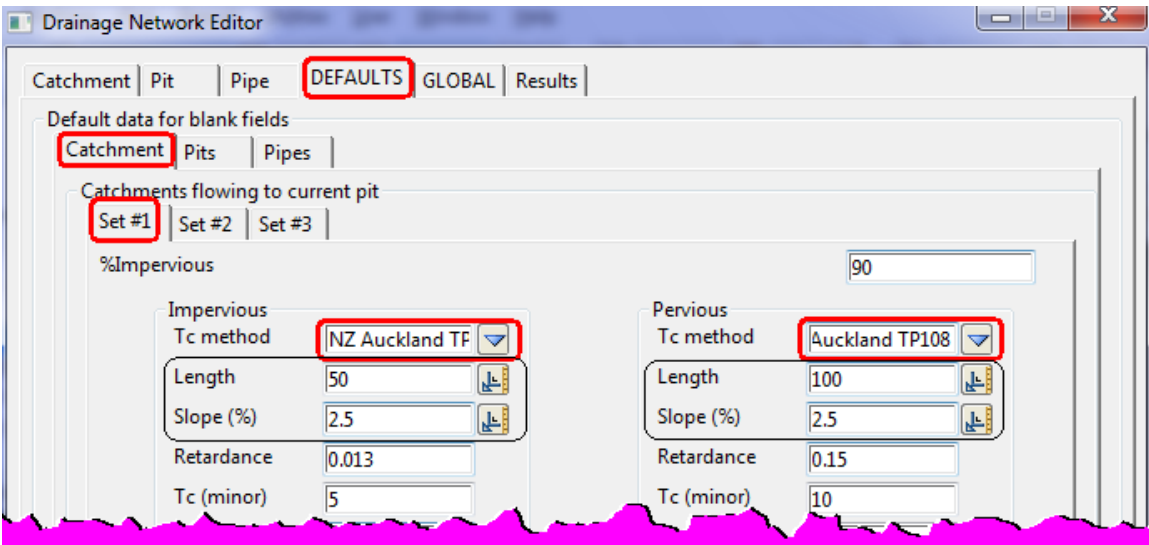 Drainage Network Editor
Catchment Pit Pipe DEFAULTS GLOBAL Results
Default data for blank fields
Catchment Pits Pipes
Catchments flowing to current pit
Set #1 Set #2 Set #3
%Impervious 90
Impervious Pervious
Tc method NZ Auckland TF Tc method Auckland TP108
Length 50 Length 100
Slope (%) 2.5 Slope (%) 2.5
Retardance 0.013 Retardance 0.15
Tc (minor) 5 Tc (minor) 10